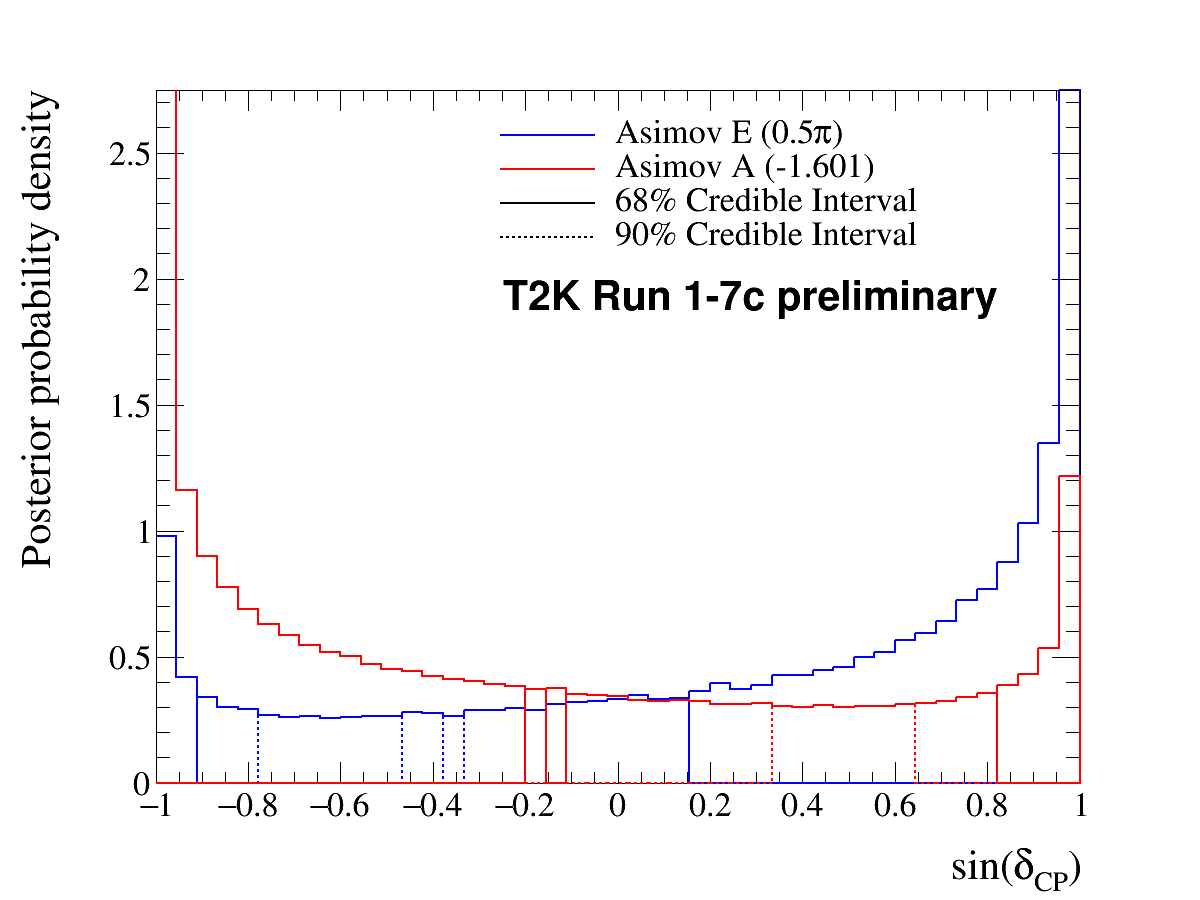 Posterior probability density
2.5
2
1.5
1
0.5
0
Asimov E (0.5π)
Asimov A (-1.601)
68% Credible Interval
90% Credible Interval
T2K Run 1-7c preliminary
−1 −0.8 −0.6 −0.4 −0.2 0 0.2 0.4 0.6 0.8 1
sin(δCP)